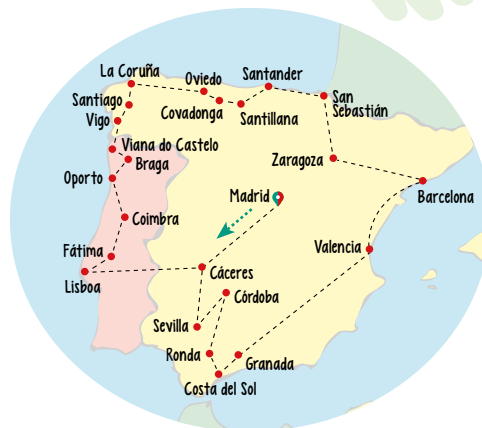 La Coruña
Oviedo
Santander
Santiago
Covadonga
Santillana
San
Sebastián
Vigo
Viana do Castelo
Braga
Zaragoza
Oporto
Madrid
Barcelona
Coimbra
Valencia
Fátima
Cáceres
Lisboa
Córdoba
Sevilla
Ronda
Granada
Costa del Sol